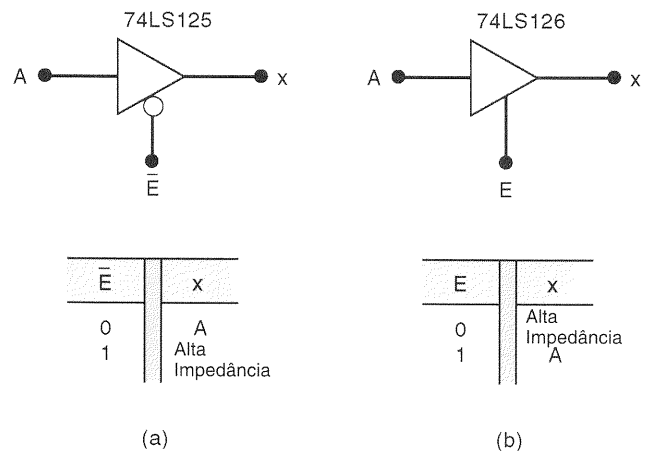 74LS125
A
x
Ē
Ē
x
0
A
1
Alta
Impedância
(a)
74LS126
A
x
E
E
x
0
Alta
Impedância
1
A
(b)